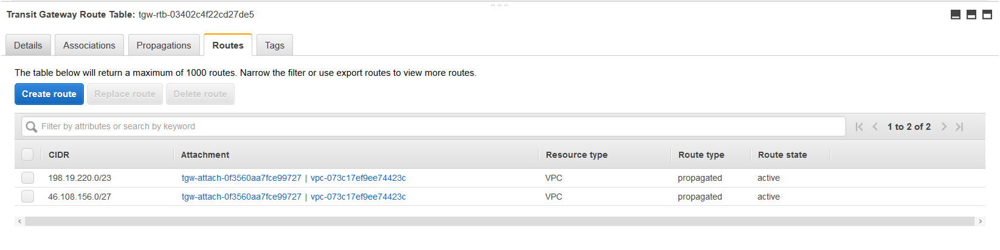 Transit Gateway Route Table: tgw-rtb-03402c4f22cd27de5
Details Associations Propagations Routes Tags
The table below will return a maximum of 1000 routes. Narrow the filter or use export routes to view more routes.
Create route Replace route Delete route
Filter by attributes or search by keyword 1 to 2 of 2
CIDR Attachment Resource type Route type Route state
198.19.220.0/23 tgw-attach-0f3560aa7fce99727 | vpc-073c17ef9ee74423c VPC propagated active
46.108.156.0/27 tgw-attach-0f3560aa7fce99727 | vpc-073c17ef9ee74423c VPC propagated active